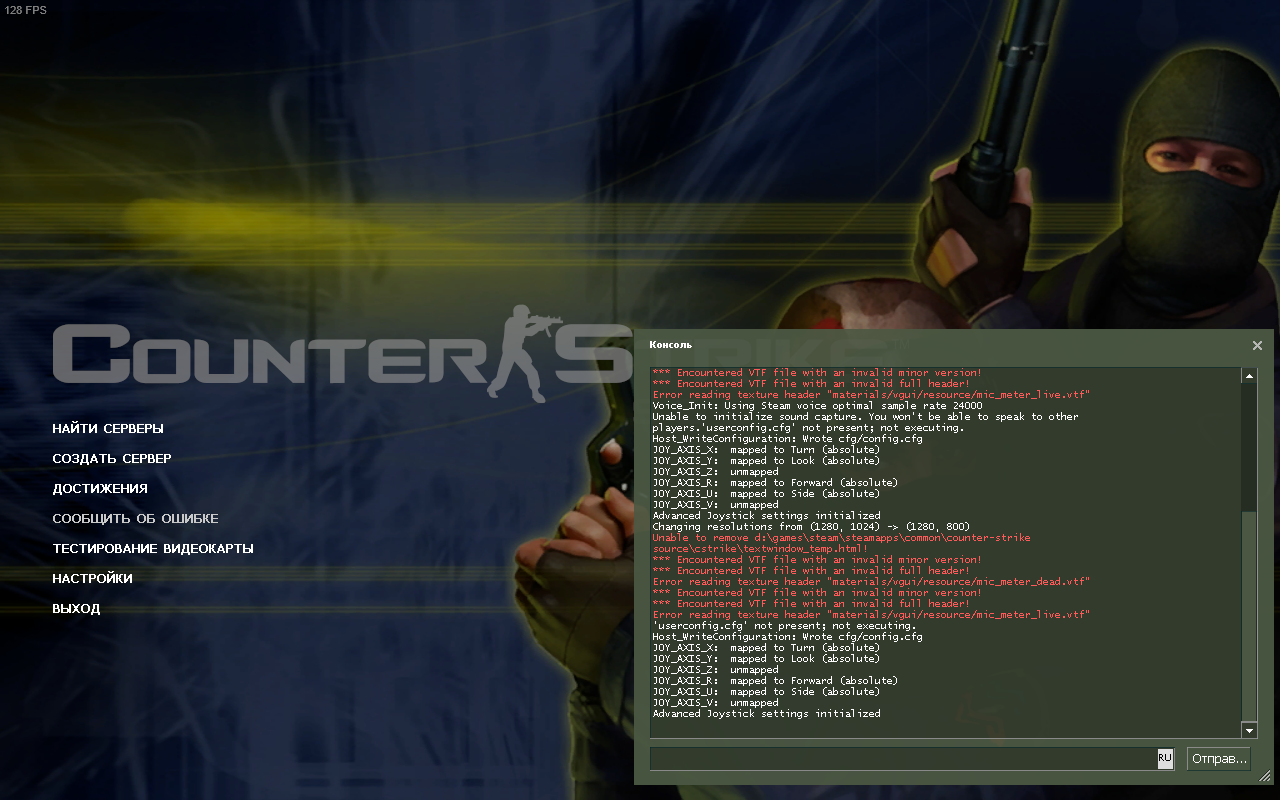 128 FPS
COUNTER STRIKE
НАЙТИ СЕРВЕРЫ
СОЗДАТЬ СЕРВЕР
ДОСТИЖЕНИЯ
СООБЩИТЬ ОБ ОШИБКЕ
ТЕСТИРОВАНИЕ ВИДЕОКАРТЫ
НАСТРОЙКИ
ВЫХОД
Консоль
*** Encountered VTF file with an invalid minor version!
*** Encountered VTF file with an invalid full header!
Error reading texture header "materials/vgui/resource/mic_meter_live.vtf"
Voice_Init: Using Steam voice optimal sample rate 24000
Unable to initialize sound capture. You won't be able to speak to other
players.'userconfig.cfg' not present; not executing.
Host_WriteConfiguration: Wrote cfg/config.cfg
JOY_AXIS_X:  mapped to Turn (absolute)
JOY_AXIS_Y:  mapped to Look (absolute)
JOY_AXIS_Z:  unmapped
JOY_AXIS_R:  mapped to Forward (absolute)
JOY_AXIS_U:  mapped to Side (absolute)
JOY_AXIS_V:  unmapped
Advanced Joystick settings initialized
Changing resolutions from (1280, 1024) -> (1280, 800)
Unable to remove d:\games\steam\steamapps\common\counter-strike
source\cstrike\textwindow_temp.html!
*** Encountered VTF file with an invalid minor version!
*** Encountered VTF file with an invalid full header!
Error reading texture header "materials/vgui/resource/mic_meter_dead.vtf"
*** Encountered VTF file with an invalid minor version!
*** Encountered VTF file with an invalid full header!
Error reading texture header "materials/vgui/resource/mic_meter_live.vtf"
'userconfig.cfg' not present; not executing.
Host_WriteConfiguration: Wrote cfg/config.cfg
JOY_AXIS_X:  mapped to Turn (absolute)
JOY_AXIS_Y:  mapped to Look (absolute)
JOY_AXIS_Z:  unmapped
JOY_AXIS_R:  mapped to Forward (absolute)
JOY_AXIS_U:  mapped to Side (absolute)
JOY_AXIS_V:  unmapped
Advanced Joystick settings initialized
RU
Отправ...